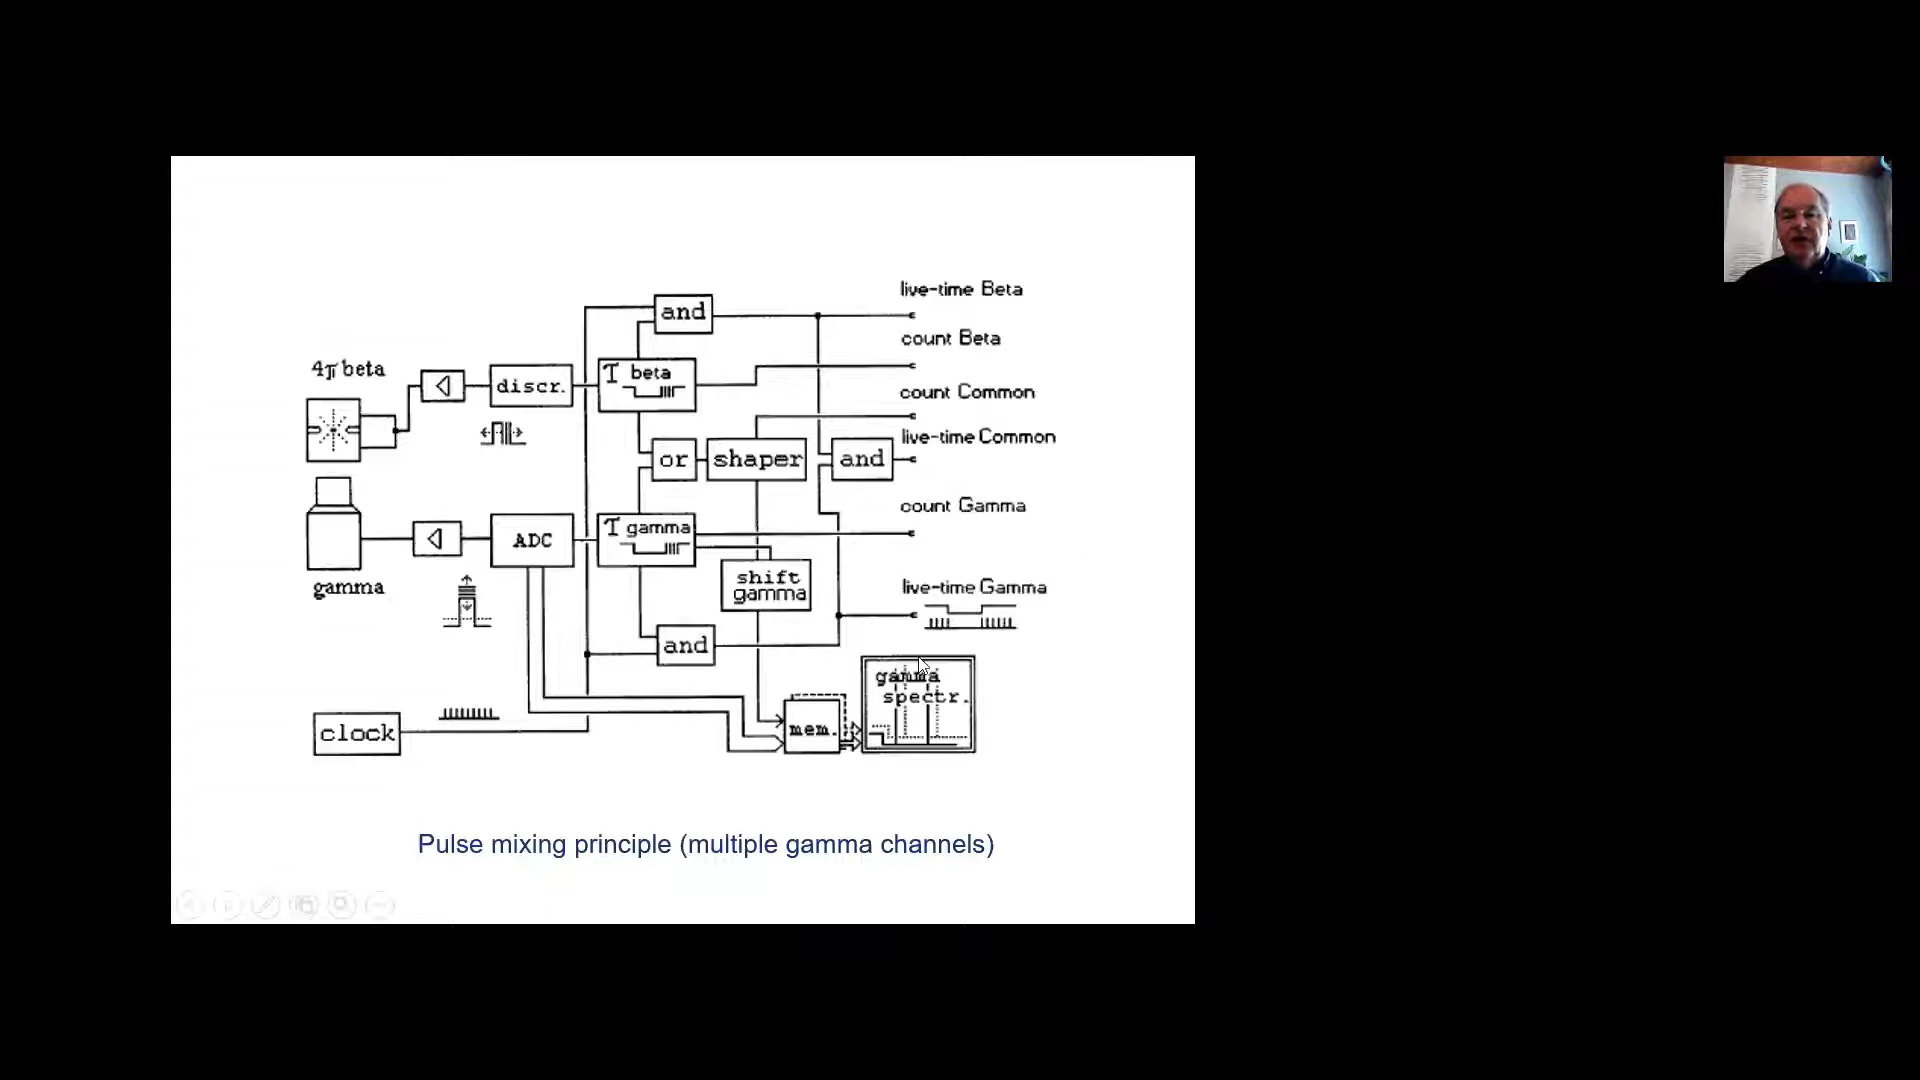 live-time Beta
and
count Beta
4π beta
τ beta
discr.
count Common
live-time Common
or
shaper
and
count Gamma
τ gamma
ADC
shift
gamma
gamma
live-time Gamma
and
gamma
spectr.
clock
mem.
Pulse mixing principle (multiple gamma channels)